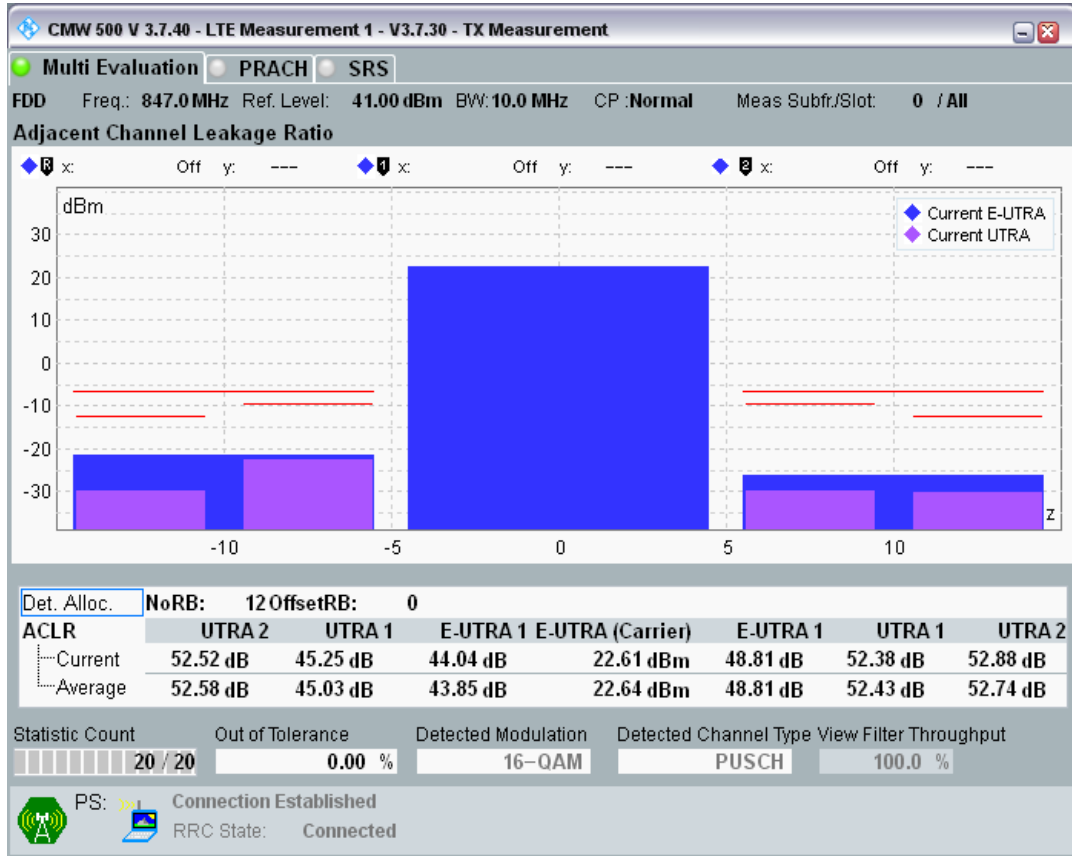 CMW 500 V 3.7.40 - LTE Measurement 1 - V3.7.30 - TX Measurement
Multi Evaluation PRACH SRS
FDD Freq.: 847.0 MHz Ref. Level: 41.00 dBm BW: 10.0 MHz CP :Normal Meas Subfr./Slot: 0 / All
Adjacent Channel Leakage Ratio
R x: Off y: --- 1 x: Off y: --- 2 x: Off y: ---
dBm
Current E-UTRA
Current UTRA
30
20
10
0
-10
-20
-30
z
-10 -5 0 5 10
Det. Alloc. NoRB: 12 OffsetRB: 0
ACLR UTRA 2 UTRA 1 E-UTRA 1 E-UTRA (Carrier) E-UTRA 1 UTRA 1 UTRA 2
Current 52.52 dB 45.25 dB 44.04 dB 22.61 dBm 48.81 dB 52.38 dB 52.88 dB
Average 52.58 dB 45.03 dB 43.85 dB 22.64 dBm 48.81 dB 52.43 dB 52.74 dB
Statistic Count Out of Tolerance Detected Modulation Detected Channel Type View Filter Throughput
20 / 20 0.00 % 16-QAM PUSCH 100.0 %
PS: Connection Established
RRC State: Connected